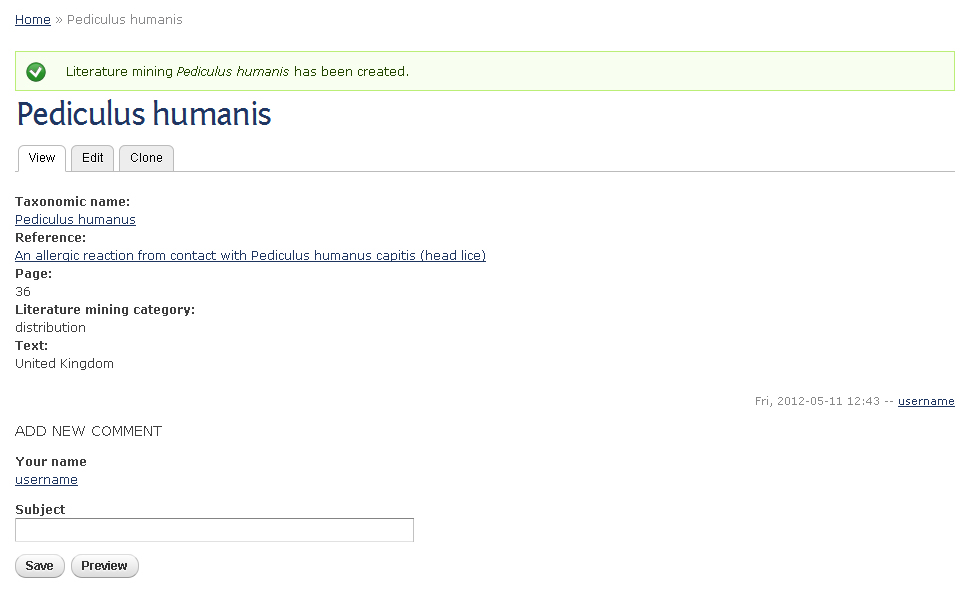 Home » Pediculus humanis
Literature mining Pediculus humanis has been created.
Pediculus humanis
View Edit Clone
Taxonomic name:
Pediculus humanus
Reference:
An allergic reaction from contact with Pediculus humanus capitis (head lice)
Page:
36
Literature mining category:
distribution
Text:
United Kingdom
Fri, 2012-05-11 12:43 -- username
ADD NEW COMMENT
Your name
username
Subject
Save Preview